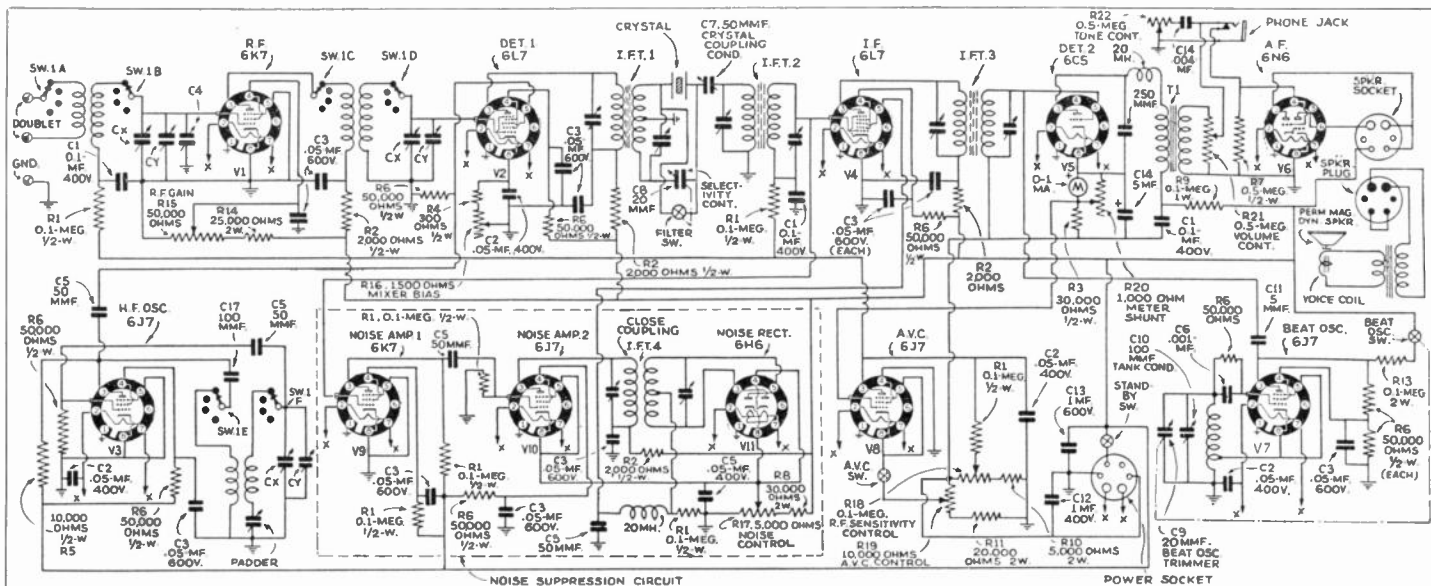 CRYSTAL
C7, 50MMF.
CRYSTAL
COUPLING
COND.
R22
0.5-MEG
TONE CONT.
20
MH.
C14
.004
MF.
PHONE JACK
R.F.
6K7
SW.1A
SW.1B
SW.1C
SW.1D
DET. 1
6L7
I.F.T. 1
I.F.T. 2
I.F.
6L7
I.F.T. 3
DET. 2
6C5
A.F.
6N6
SPKR.
SOCKET
DOUBLET
GND.
C1
0.1-
MF.
400V.
CX
CY
C4
V1
C3
.05-MF
600V.
CX
CY
V2
C3
.05
MF.
600V.
C8
20
MMF
SELEC-
TIVITY
CONT.
FILTER
SW.
V4
V5
0-1
MA.
M
250
MMF.
T1
C14
5 MF.
V6
SPKR
PLUG
R1
0.1-MEG.
1/2-W.
R.F. GAIN
R15
50,000
OHMS
R14
25,000 OHMS
2 W.
R2
2,000 OHMS
1/2-W.
R6
50,000
OHMS
1/2 W.
R4
300
OHMS
1/2-W
C2
.05-MF. 400V.
R6
50,000
OHMS 1/2-W.
R2
2,000 OHMS 1/2-W.
R1
0.1-MEG.
1/2-W.
C1
0.1-
MF.
400V
C3
.05-MF.
600V.
(EACH)
R6
50,000
OHMS
1/2 W
R2
2,000
OHMS
R9
0.1-MEG
1 W
R7
0.5-MEG
1/2-W
R21
0.5-MEG
VOLUME
CONT.
C1
0.1-
MF.
400V
PERM MAG
DYN. SPKR.
VOICE COIL
R16, 1500 OHMS
MIXER BIAS
R3
30,000
OHMS
1/2-W
R20
1,000 OHM
METER
SHUNT
C5
50
MMF.
H.F. OSC.
6J7
C17
100
MMF.
C5
50
MMF.
R6
50,000
OHMS
1/2 W.
V3
C2
.05-MF.
400V.
SW.1E
SW.1
F
CX
CY
10,000
OHMS
1/2-W.
R5
R6
50,000
OHMS
1/2-W.
C3
.05-MF.
600V.
PADDER
R1, 0.1-MEG. 1/2-W.
NOISE AMP. 1
6K7
C5
50MMF.
NOISE AMP. 2
6J7
CLOSE
COUPLING
I.F.T. 4
NOISE RECT.
6H6
V9
V10
V11
C3
.05-MF
600V.
R1
0.1-MEG.
1/2-W.
R1
0.1-MEG
1/2-W.
R6
50,000
OHMS
1/2-W.
C3
.05-MF
600V.
C3
.05-MF
600V.
R2
2,000 OHMS
1/2-W.
C5
.05-MF.
400V.
R8
30,000
OHMS
2W.
C5
50MMF.
20MH.
R1
0.1-MEG.
1/2-W.
R17, 5,000 OHMS
NOISE CONTROL
NOISE SUPPRESSION CIRCUIT
A.V.C.
6J7
V8
A.V.C.
SW.
R1
0.1-MEG.
1/2-W.
C2
.05-MF.
400V.
R18
0.1-MEG.
R.F. SENSITIVITY
CONTROL
R19
10,000 OHMS
A.V.C. CONTROL
R11
20,000
OHMS 2W.
R10
5,000 OHMS
2 W.
C13
1 MF.
600V.
C12
1 MF.
400V
STAND-
BY
SW.
POWER SOCKET
C10
100
MMF
TANK COND.
C6
.001-
MF.
R6
50,000
OHMS
C11
5
MMF.
BEAT OSC.
6J7
BEAT
OSC.
SW.
R13
0.1-MEG
2 W.
R6
50,000
OHMS
1/2-W
(EACH)
V7
C2
.05-MF.
400V.
C3
.05-MF.
600V.
C9
20 MMF.-
BEAT OSC.
TRIMMER